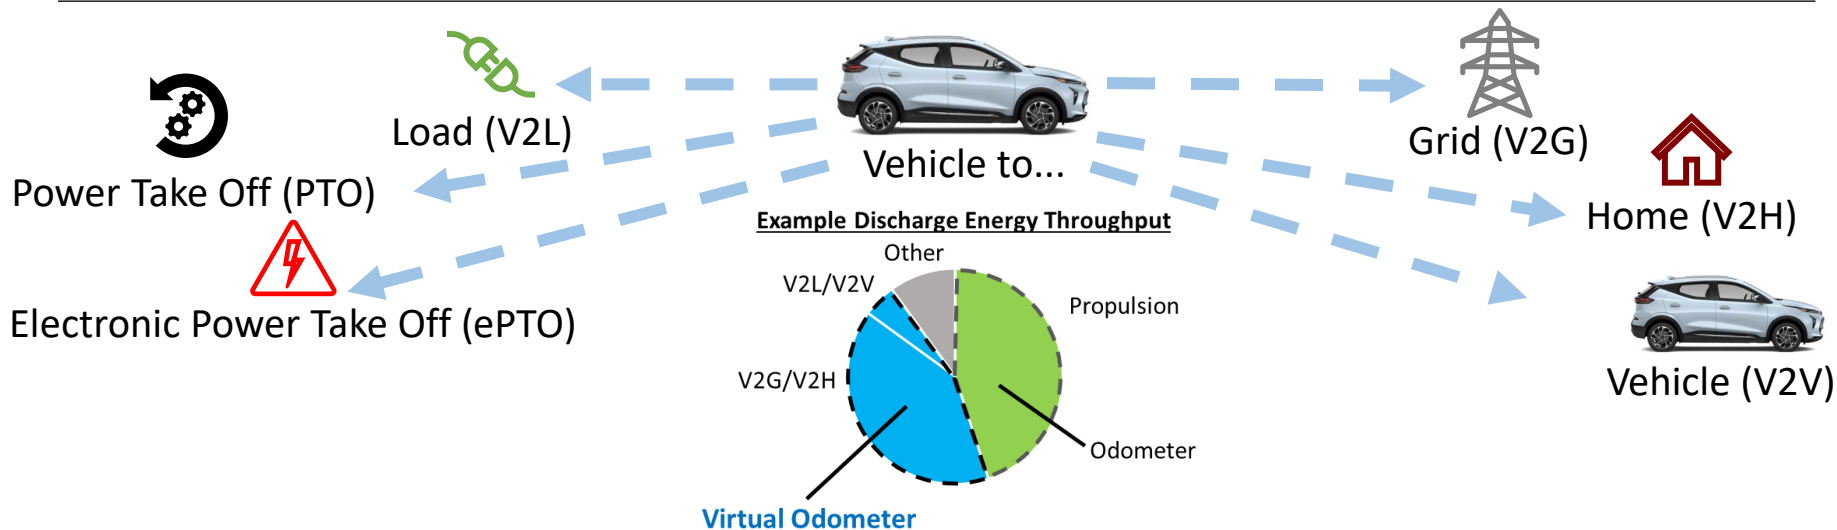 Load (V2L)
Power Take Off (PTO)
Electronic Power Take Off (ePTO)
Vehicle to...
Grid (V2G)
Home (V2H)
Vehicle (V2V)
Example Discharge Energy Throughput
Other
V2L/V2V
Propulsion
V2G/V2H
Odometer
Virtual Odometer